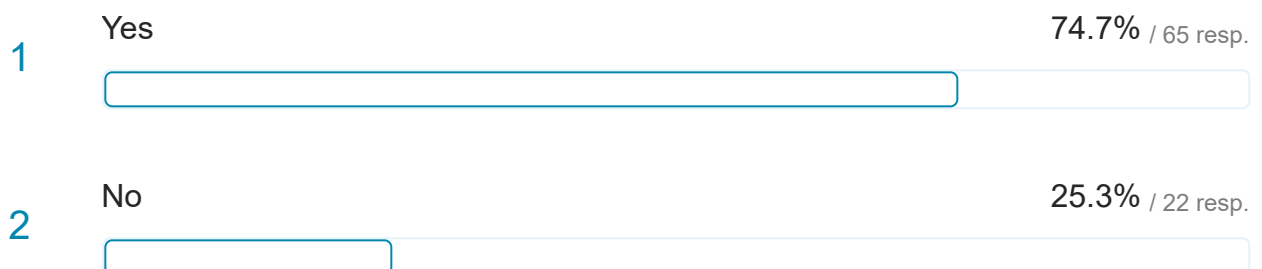 1 Yes 74.7% / 65 resp.
2 No 25.3% / 22 resp.